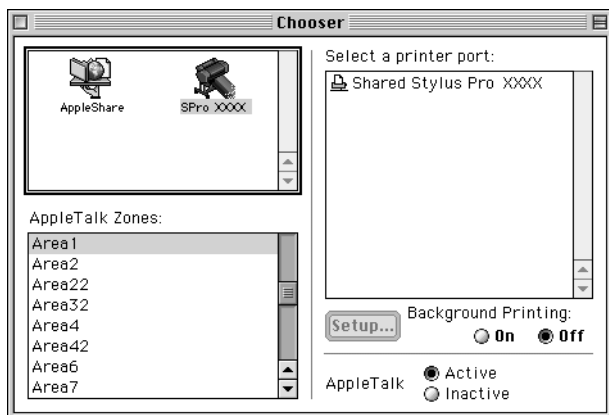 Chooser
AppleShare
SPro XXXX
AppleTalk Zones:
Area1
Area2
Area22
Area32
Area4
Area42
Area6
Area7
Select a printer port:
Shared Stylus Pro XXXX
Setup...
Background Printing:
On Off
AppleTalk
Active
Inactive